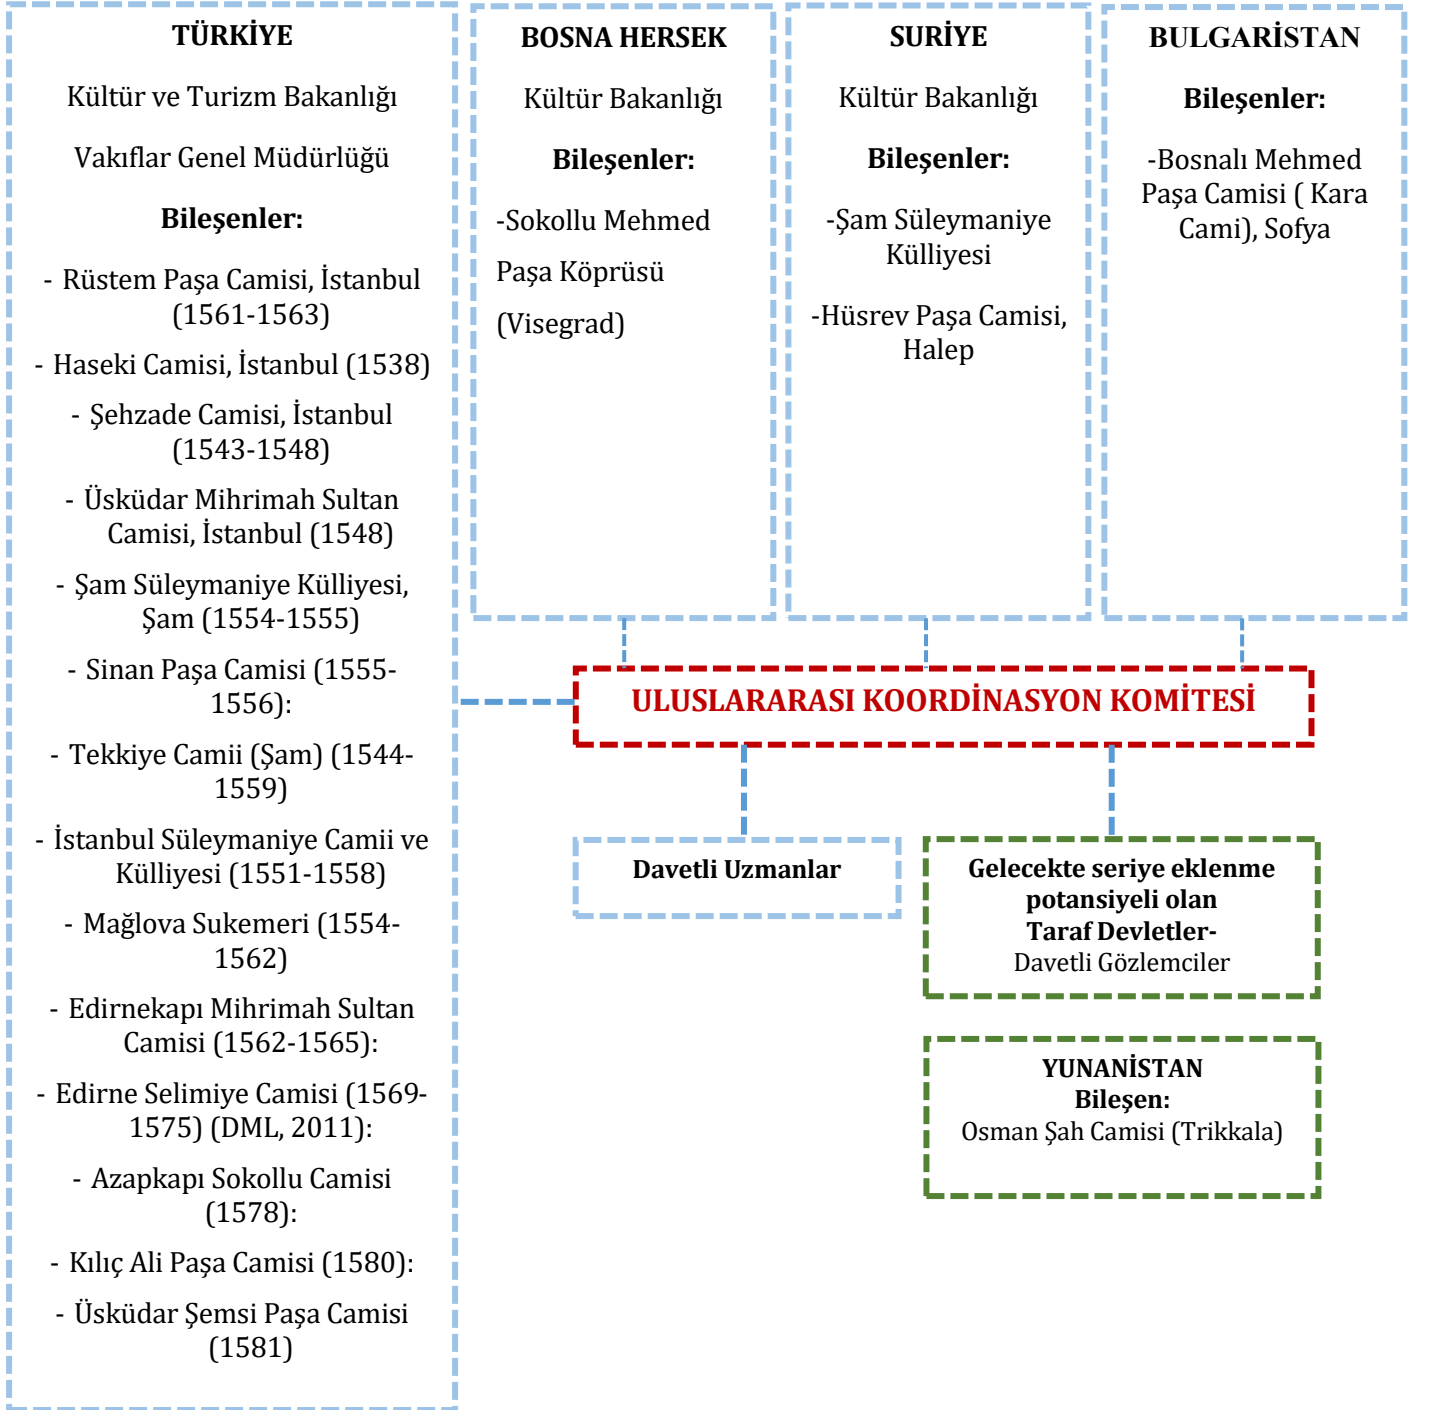 TÜRKİYE
Kültür ve Turizm Bakanlığı
Vakıflar Genel Müdürlüğü
Bileşenler:
- Rüstem Paşa Camisi, İstanbul
(1561-1563)
- Haseki Camisi, İstanbul (1538)
- Şehzade Camisi, İstanbul
(1543-1548)
- Üsküdar Mihrimah Sultan
Camisi, İstanbul (1548)
- Şam Süleymaniye Külliyesi,
Şam (1554-1555)
- Sinan Paşa Camisi (1555-
1556):
- Tekkiye Camii (Şam) (1544-
1559)
- İstanbul Süleymaniye Camii ve
Külliyesi (1551-1558)
- Mağlova Sukemeri (1554-
1562)
- Edirnekapı Mihrimah Sultan
Camisi (1562-1565):
- Edirne Selimiye Camisi (1569-
1575) (DML, 2011):
- Azapkapı Sokollu Camisi
(1578):
- Kılıç Ali Paşa Camisi (1580):
- Üsküdar Şemsi Paşa Camisi
(1581)
BOSNA HERSEK
Kültür Bakanlığı
Bileşenler:
-Sokollu Mehmed
Paşa Köprüsü
(Visegrad)
SURİYE
Kültür Bakanlığı
Bileşenler:
-Şam Süleymaniye
Külliyesi
-Hüsrev Paşa Camisi,
Halep
BULGARİSTAN
Bileşenler:
-Bosnalı Mehmed
Paşa Camisi ( Kara
Cami), Sofya
ULUSLARARASI KOORDİNASYON KOMİTESİ
Davetli Uzmanlar
Gelecekte seriye eklenme
potansiyeli olan
Taraf Devletler-
Davetli Gözlemciler
YUNANİSTAN
Bileşen:
Osman Şah Camisi (Trikkala)